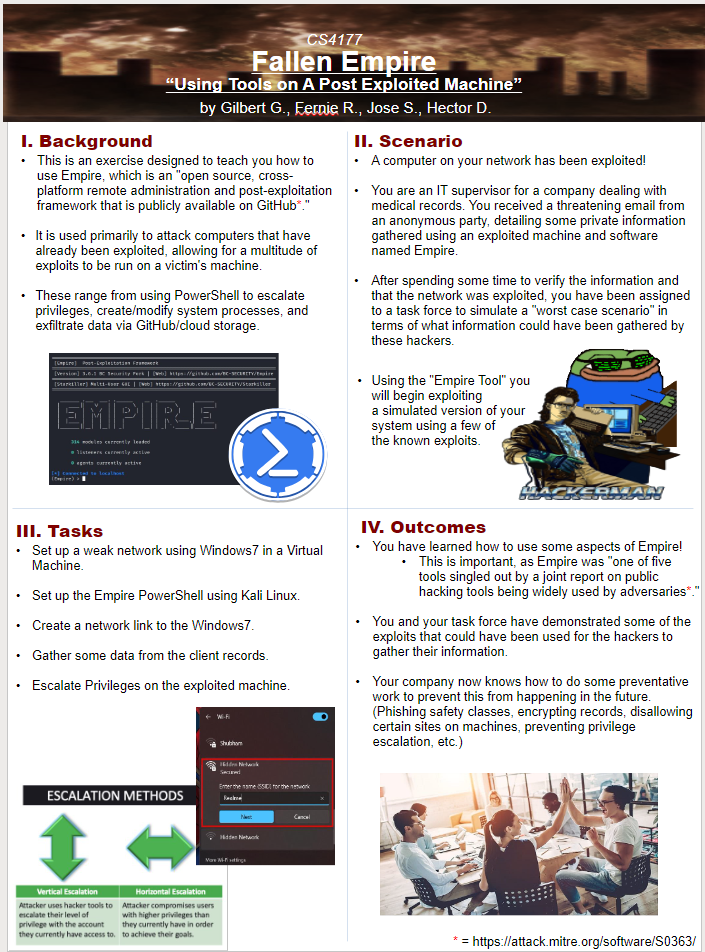 CS4177
Fallen Empire
“Using Tools on A Post Exploited Machine”
by Gilbert G., Fernie R., Jose S., Hector D.
I. Background
• This is an exercise designed to teach you how to
use Empire, which is an "open source, cross-
platform remote administration and post-exploitation
framework that is publicly available on GitHub*."
• It is used primarily to attack computers that have
already been exploited, allowing for a multitude of
exploits to be run on a victim's machine.
• These range from using PowerShell to escalate
privileges, create/modify system processes, and
exfiltrate data via GitHub/cloud storage.
[Empire] Post-Exploitation Framework
[Version] 3.6.1 BC Security Fork | [Web] https://github.com/BC-SECURITY/Empire
[Starkiller] Multi-User GUI | [Web] https://github.com/BC-SECURITY/Starkiller
EMPIRE
314 modules currently loaded
0 listeners currently active
0 agents currently active
[*] Connected to localhost
(Empire) >
II. Scenario
• A computer on your network has been exploited!
• You are an IT supervisor for a company dealing with
medical records. You received a threatening email from
an anonymous party, detailing some private information
gathered using an exploited machine and software
named Empire.
• After spending some time to verify the information and
that the network was exploited, you have been assigned
to a task force to simulate a "worst case scenario" in
terms of what information could have been gathered by
these hackers.
• Using the "Empire Tool" you
will begin exploiting
a simulated version of your
system using a few of
the known exploits.
HACKERMAN
III. Tasks
• Set up a weak network using Windows7 in a Virtual
Machine.
• Set up the Empire PowerShell using Kali Linux.
• Create a network link to the Windows7.
• Gather some data from the client records.
• Escalate Privileges on the exploited machine.
← Wi-Fi
Shubham
Hidden Network
Secured
Enter the name (SSID) for the network
Realme
Next Cancel
Hidden Network
More Wi-Fi settings
ESCALATION METHODS
Vertical Escalation
Attacker uses hacker tools to
escalate their level of
privilege with the account
they currently have access to.
Horizontal Escalation
Attacker compromises users
with higher privileges than
they currently have in order
to achieve their goals.
IV. Outcomes
• You have learned how to use some aspects of Empire!
• This is important, as Empire was "one of five
tools singled out by a joint report on public
hacking tools being widely used by adversaries*."
• You and your task force have demonstrated some of the
exploits that could have been used for the hackers to
gather their information.
• Your company now knows how to do some preventative
work to prevent this from happening in the future.
(Phishing safety classes, encrypting records, disallowing
certain sites on machines, preventing privilege
escalation, etc.)
* = https://attack.mitre.org/software/S0363/